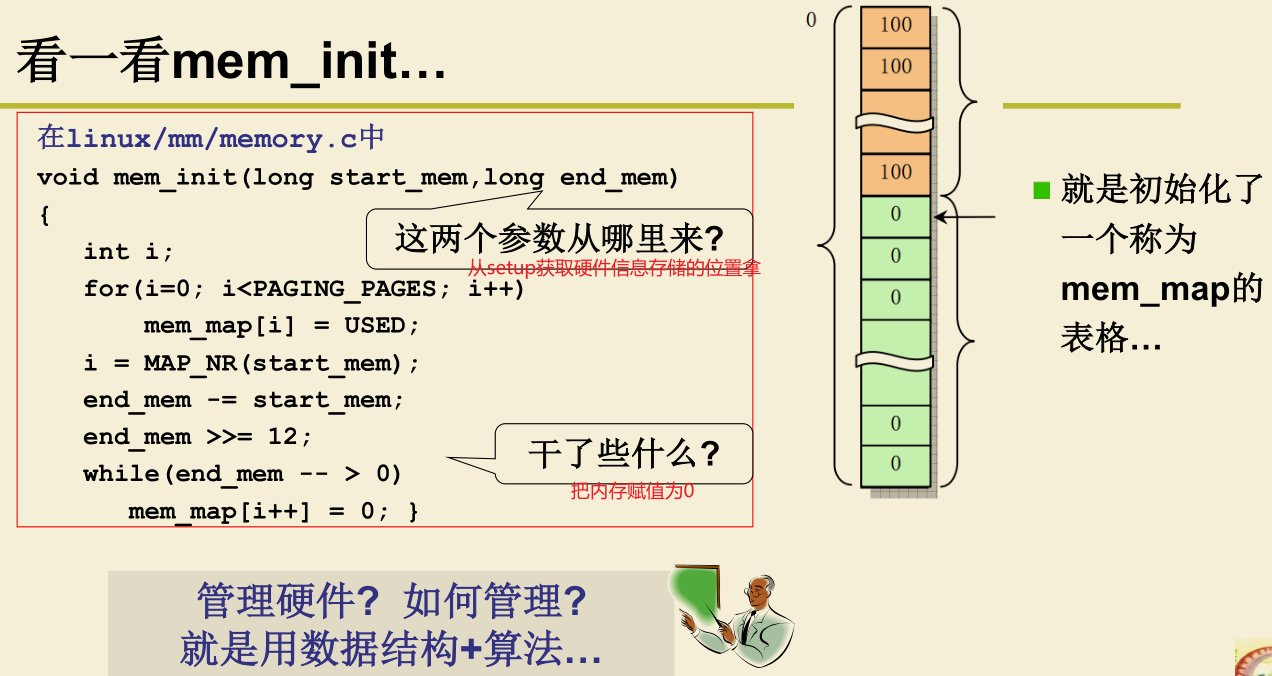 看一看mem_init…
在linux/mm/memory.c中
void mem_init(long start_mem,long end_mem)
{
这两个参数从哪里来?
从setup获取硬件信息存储的位置拿
int i;
for(i=0; i<PAGING_PAGES; i++)
mem_map[i] = USED;
i = MAP_NR(start_mem);
end_mem -= start_mem;
end_mem >>= 12;
while(end_mem -- > 0)
mem_map[i++] = 0; }
干了些什么?
把内存赋值为0
0
100
100
100
0
0
0
0
0
就是初始化了
一个称为
mem_map的
表格…
管理硬件? 如何管理?
就是用数据结构+算法…